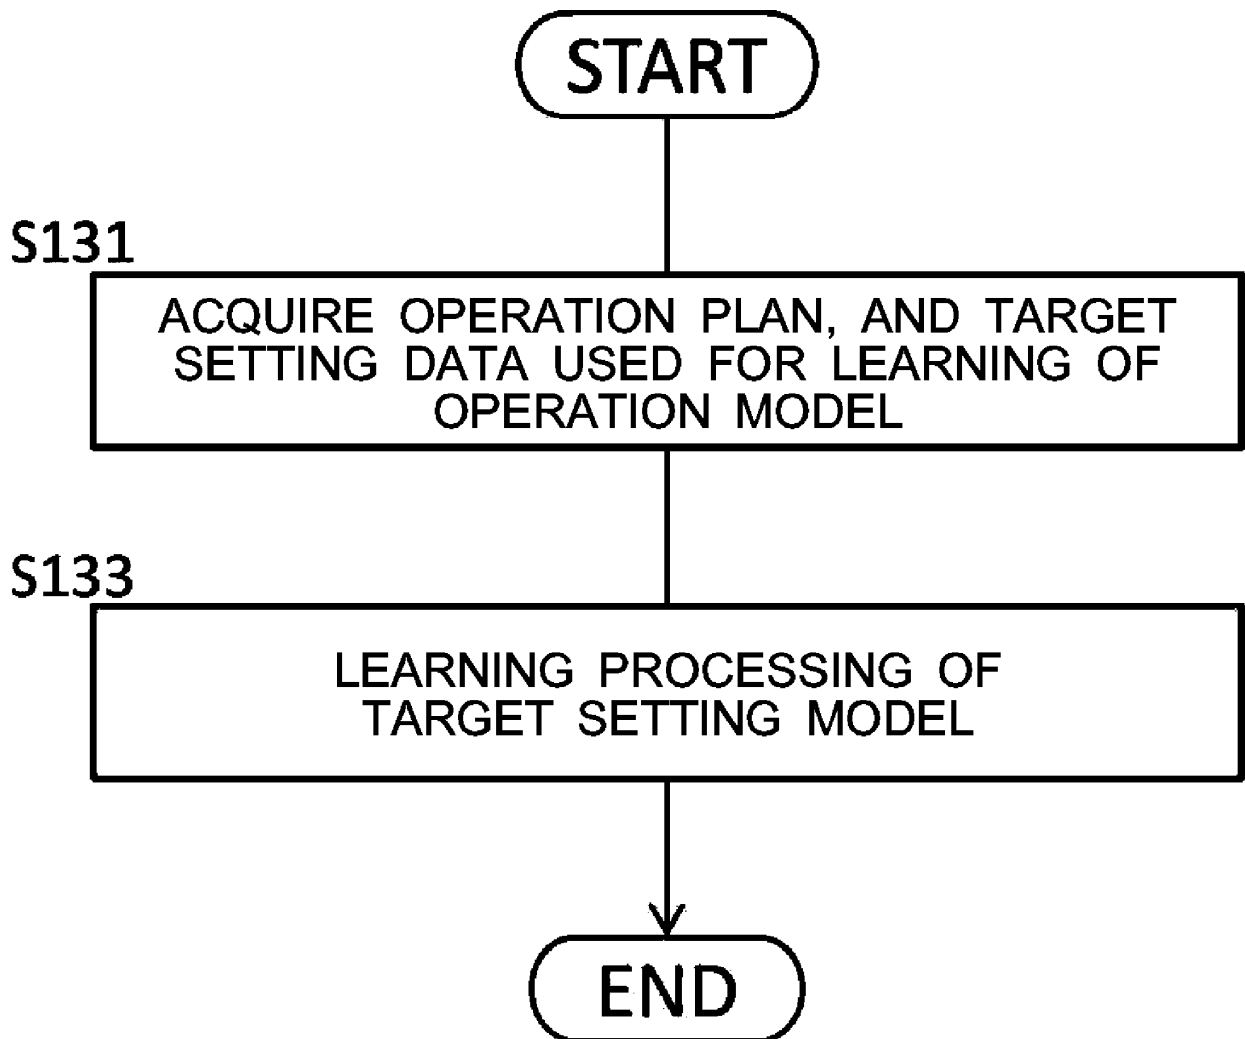 START
S131
ACQUIRE OPERATION PLAN, AND TARGET
SETTING DATA USED FOR LEARNING OF
OPERATION MODEL
S133
LEARNING PROCESSING OF
TARGET SETTING MODEL
END